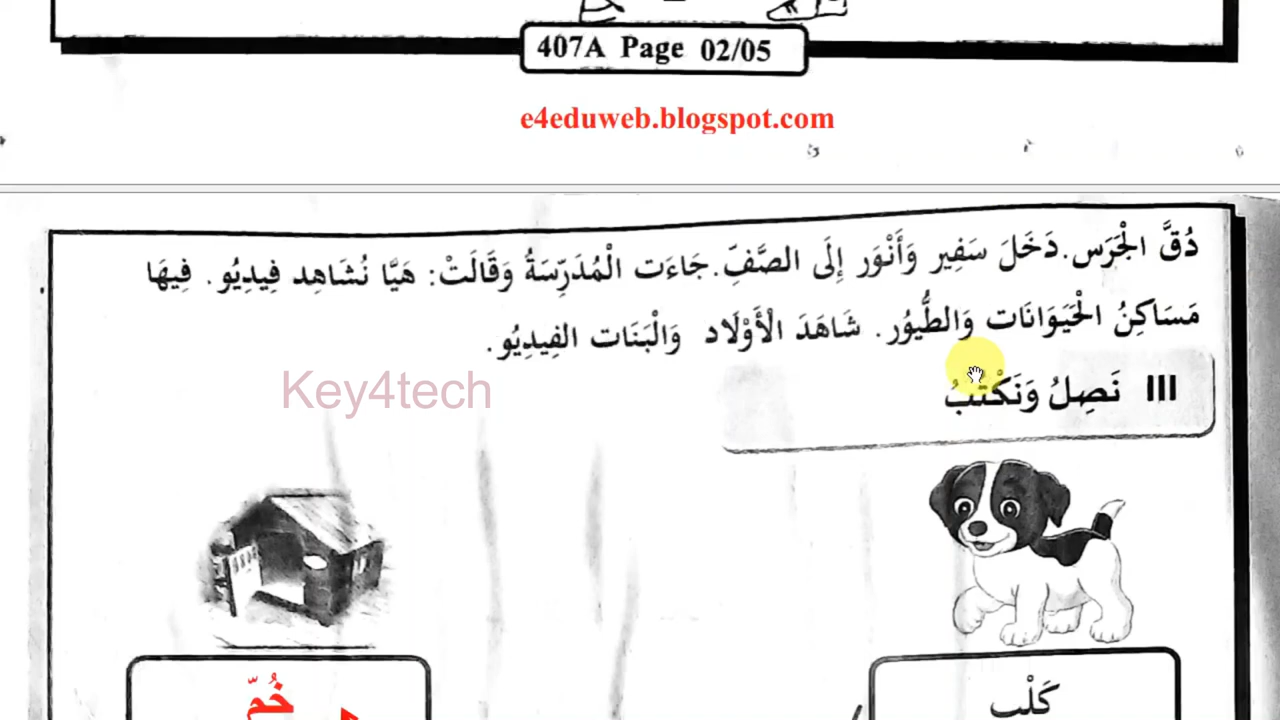 407A Page 02/05
e4eduweb.blogspot.com
دُقَّ الْجَرَس. دَخَلَ سَفِير وَأَنْوَر إِلَى الصَّفِّ. جَاءَت الْمُدَرِّسَةُ وَقَالَتْ: هَيَّا نُشَاهِد فِيدِيُو. فِيهَا
مَسَاكِنُ الْحَيَوَانَات وَالطُّيُوُر. شَاهَدَ الْأَوْلَاد وَالْبَنَات الفِيدِيُو.
Key4tech
III نَصِلُ وَنَكْتُبُ
كَلْب
خُمّ